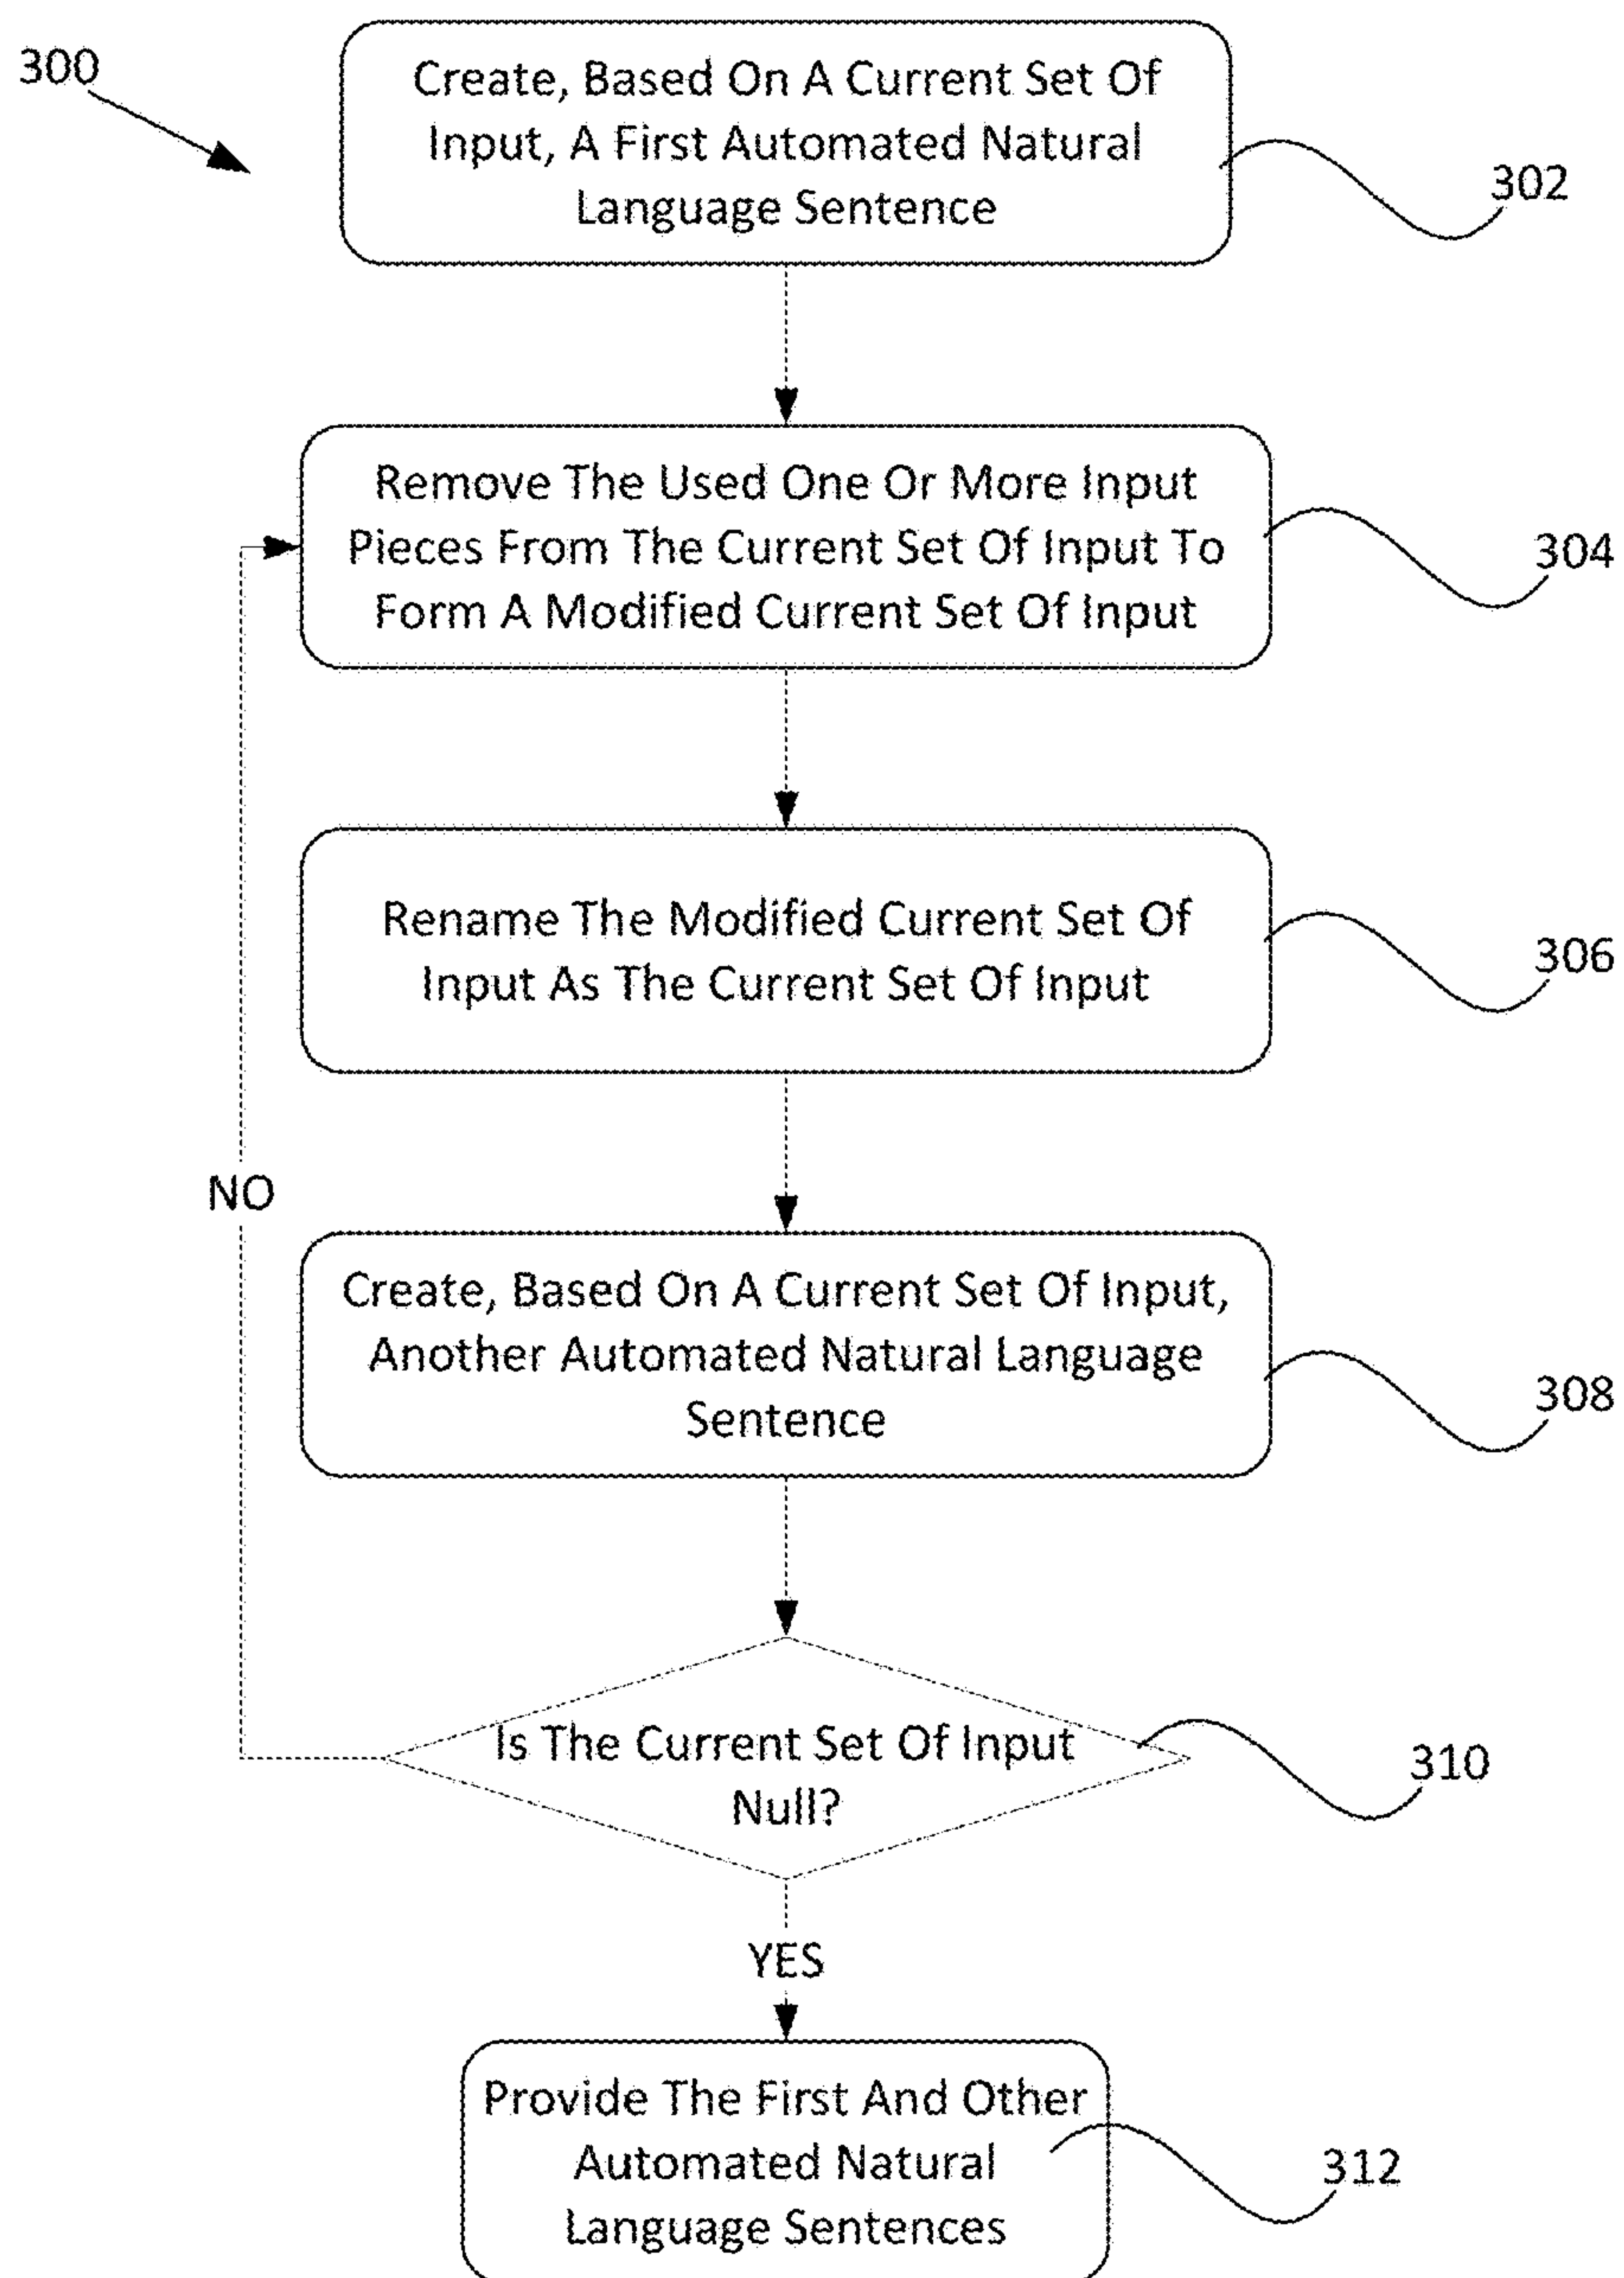 300
Create, Based On A Current Set Of
Input, A First Automated Natural
Language Sentence
302
Remove The Used One Or More Input
Pieces From The Current Set Of Input To
Form A Modified Current Set Of Input
304
Rename The Modified Current Set Of
Input As The Current Set Of Input
306
NO
Create, Based On A Current Set Of Input,
Another Automated Natural Language
Sentence
308
Is The Current Set Of Input
Null?
310
YES
Provide The First And Other
Automated Natural
Language Sentences
312